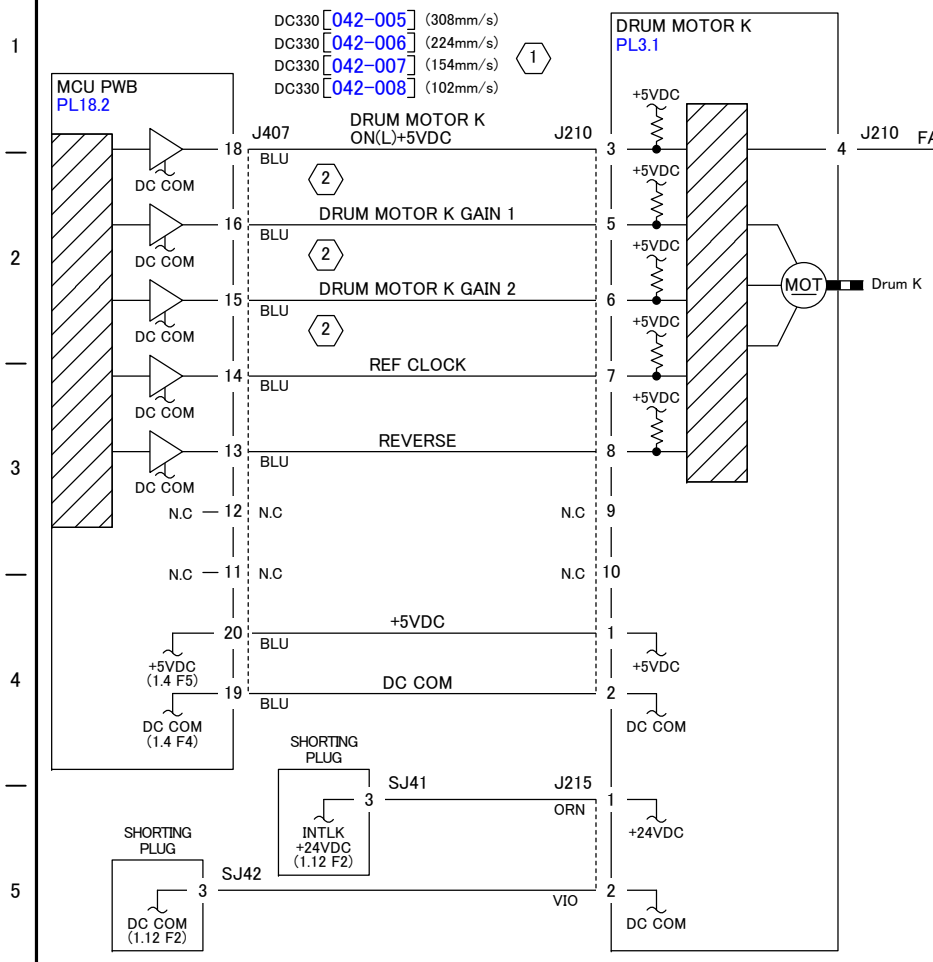 DC330 [042-005] (308mm/s)
DC330 [042-006] (224mm/s)
DC330 [042-007] (154mm/s)
DC330 [042-008] (102mm/s)
1
1
DRUM MOTOR K
PL3.1
MCU PWB
PL18.2
+5VDC
J407
DRUM MOTOR K
ON(L)+5VDC
J210
18
BLU
3
4
J210
FA
DC COM
2
+5VDC
16
DRUM MOTOR K GAIN 1
5
BLU
2
DC COM
2
+5VDC
MOT
Drum K
15
DRUM MOTOR K GAIN 2
6
BLU
DC COM
2
+5VDC
14
REF CLOCK
7
BLU
DC COM
+5VDC
13
REVERSE
8
BLU
3
DC COM
N.C
12
N.C
N.C
9
N.C
11
N.C
N.C
10
20
+5VDC
1
BLU
+5VDC
(1.4 F5)
+5VDC
4
19
DC COM
2
BLU
DC COM
(1.4 F4)
DC COM
SHORTING
PLUG
SJ41
J215
3
1
ORN
INTLK
+24VDC
(1.12 F2)
+24VDC
SHORTING
PLUG
SJ42
5
3
2
VIO
DC COM
(1.12 F2)
DC COM